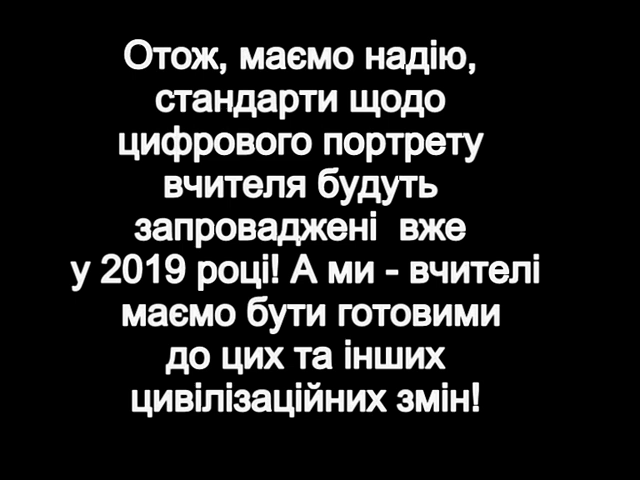 Отож, маємо надію,
стандарти щодо
цифрового портрету
вчителя будуть
запроваджені  вже
у 2019 році! А ми - вчителі
маємо бути готовими
до цих та інших
цивілізаційних змін!